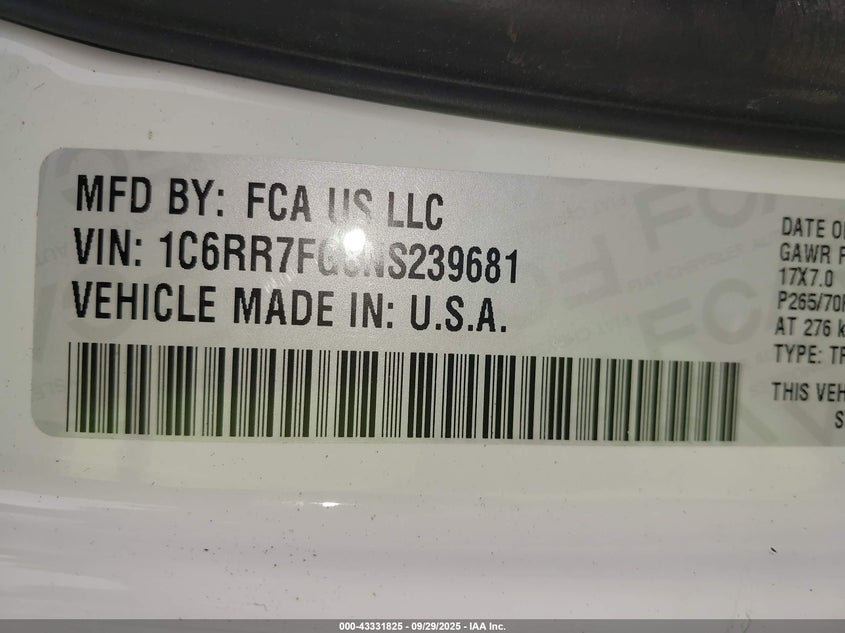 MFD BY: FCA US LLC
VIN: 1C6RR7FG8NS239681
VEHICLE MADE IN: U.S.A.
DATE O
GAWR F
17X7.0
P265/70
AT 276 k
TYPE: TR
THIS VEH
S
000-43331825 - 09/29/2025 - IAA Inc.